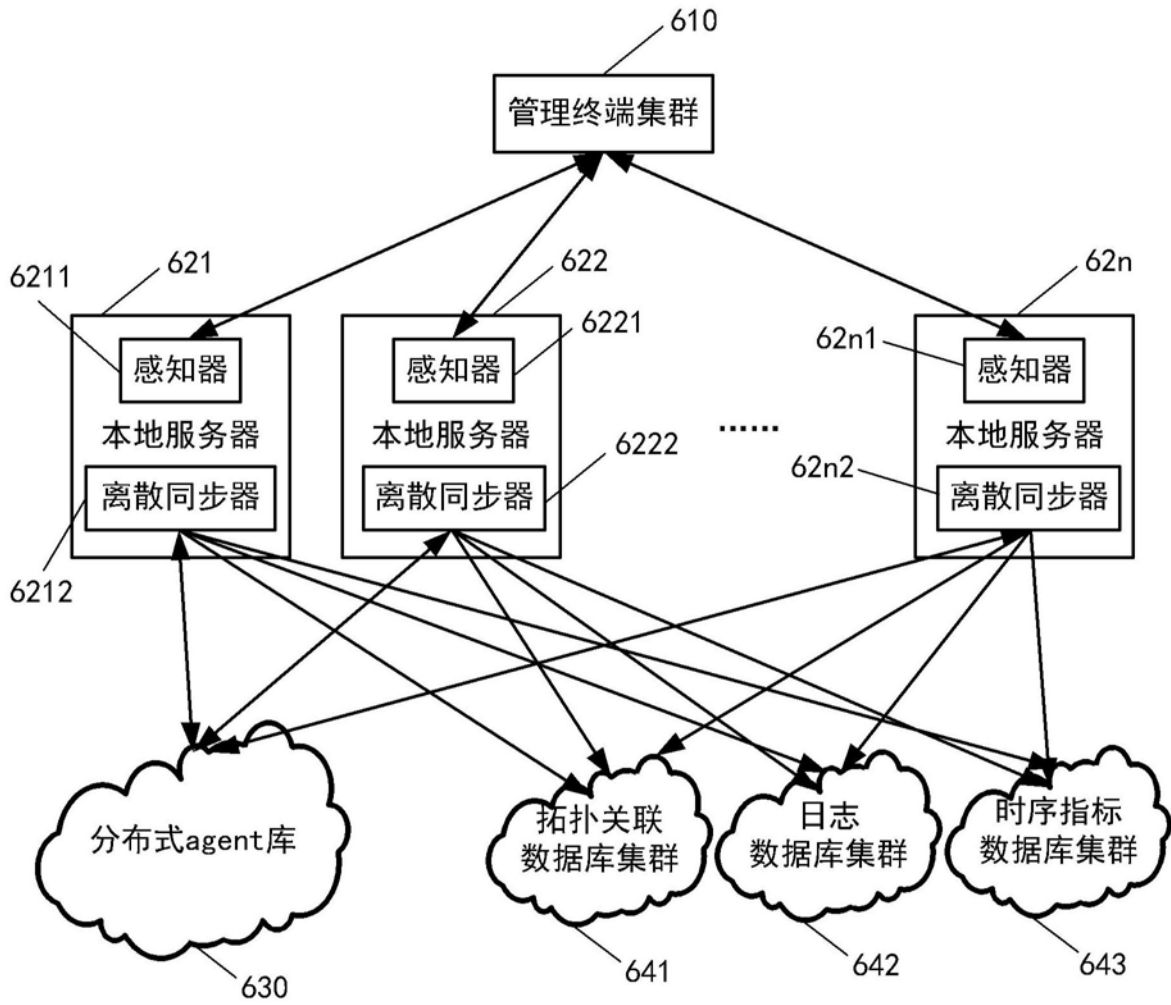 610
管理终端集群
621
622
62n
6211
6221
62n1
感知器
感知器
感知器
本地服务器
本地服务器
......
本地服务器
6222
62n2
离散同步器
离散同步器
离散同步器
6212
分布式agent库
拓扑关联
数据库集群
日志
数据库集群
时序指标
数据库集群
630
641
642
643